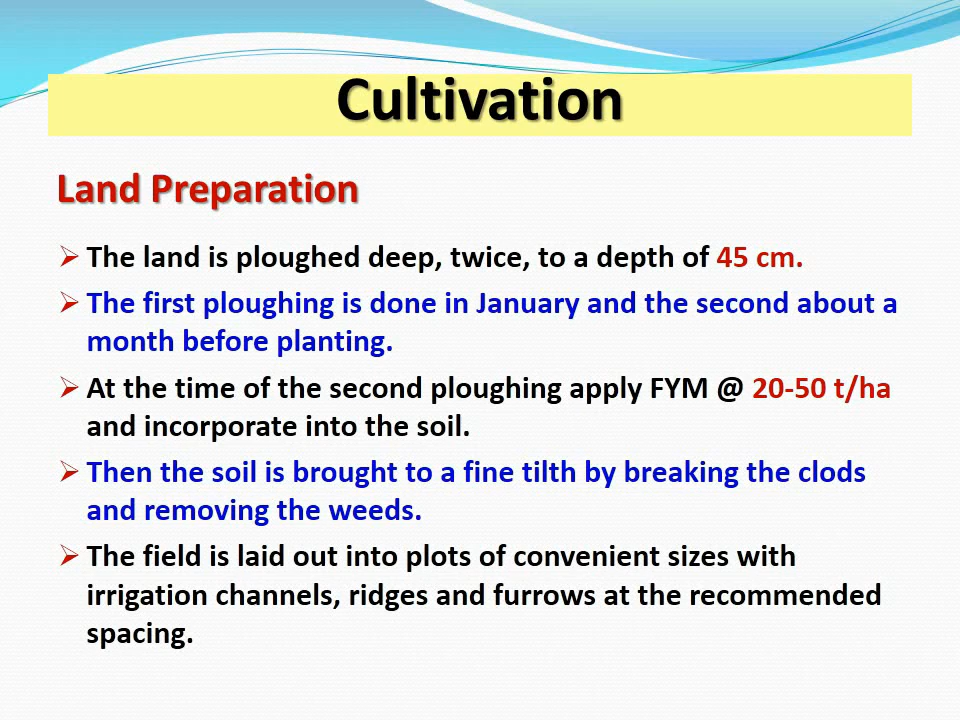 Cultivation
Land Preparation
➢ The land is ploughed deep, twice, to a depth of 45 cm.
➢ The first ploughing is done in January and the second about a
month before planting.
➢ At the time of the second ploughing apply FYM @ 20-50 t/ha
and incorporate into the soil.
➢ Then the soil is brought to a fine tilth by breaking the clods
and removing the weeds.
➢ The field is laid out into plots of convenient sizes with
irrigation channels, ridges and furrows at the recommended
spacing.